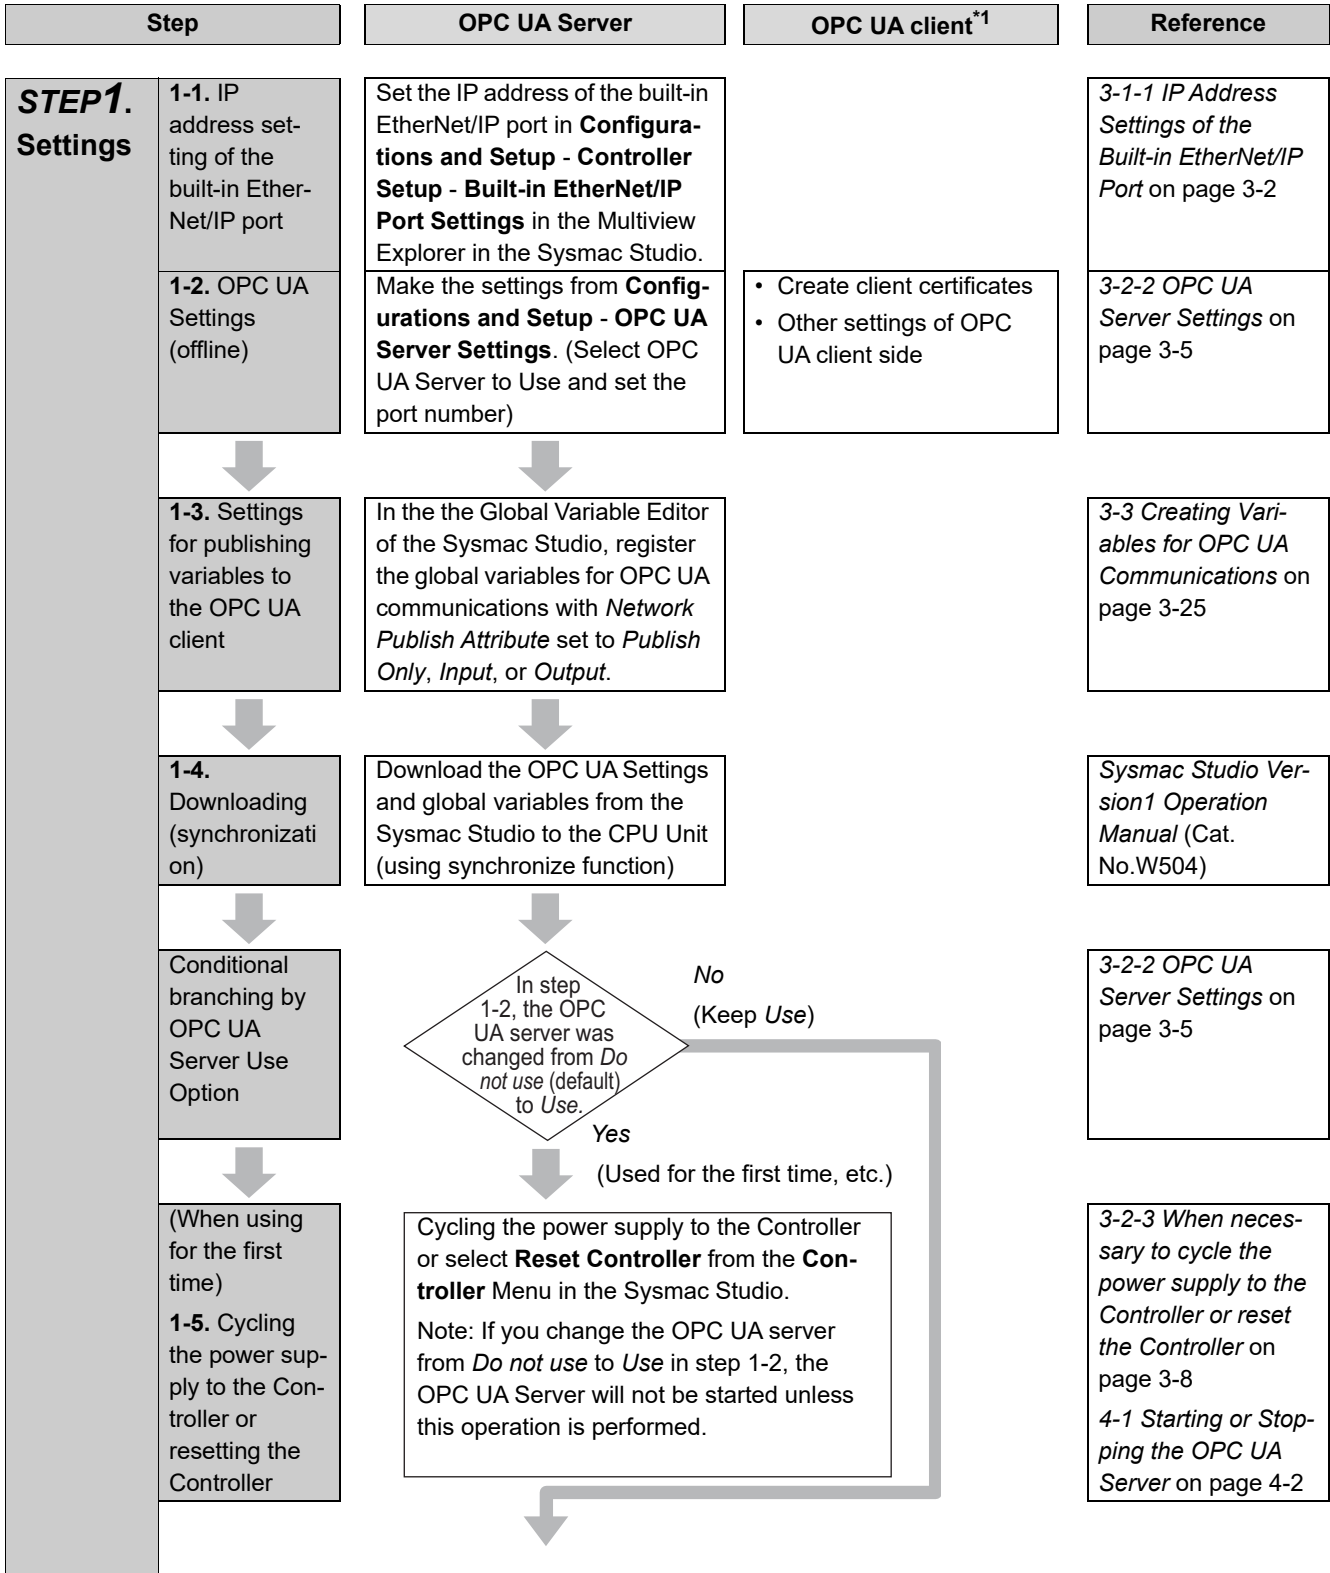 Step
OPC UA Server
OPC UA client*1
Reference
STEP1.
Settings
1-1. IP
address set-
ting of the
built-in Ether-
Net/IP port
Set the IP address of the built-in
EtherNet/IP port in Configura-
tions and Setup - Controller
Setup - Built-in EtherNet/IP
Port Settings in the Multiview
Explorer in the Sysmac Studio.
3-1-1 IP Address
Settings of the
Built-in EtherNet/IP
Port on page 3-2
1-2. OPC UA
Settings
(offline)
Make the settings from Config-
urations and Setup - OPC UA
Server Settings. (Select OPC
UA Server to Use and set the
port number)
• Create client certificates
• Other settings of OPC
UA client side
3-2-2 OPC UA
Server Settings on
page 3-5
1-3. Settings
for publishing
variables to
the OPC UA
client
In the the Global Variable Editor
of the Sysmac Studio, register
the global variables for OPC UA
communications with Network
Publish Attribute set to Publish
Only, Input, or Output.
3-3 Creating Vari-
ables for OPC UA
Communications on
page 3-25
1-4.
Downloading
(synchronizati
on)
Download the OPC UA Settings
and global variables from the
Sysmac Studio to the CPU Unit
(using synchronize function)
Sysmac Studio Ver-
sion1 Operation
Manual (Cat.
No.W504)
Conditional
branching by
OPC UA
Server Use
Option
In step
1-2, the OPC
UA server was
changed from Do
not use (default)
to Use.
No
(Keep Use)
Yes
(Used for the first time, etc.)
3-2-2 OPC UA
Server Settings on
page 3-5
(When using
for the first
time)
1-5. Cycling
the power sup-
ply to the Con-
troller or
resetting the
Controller
Cycling the power supply to the Controller
or select Reset Controller from the Con-
troller Menu in the Sysmac Studio.
Note: If you change the OPC UA server
from Do not use to Use in step 1-2, the
OPC UA Server will not be started unless
this operation is performed.
3-2-3 When neces-
sary to cycle the
power supply to the
Controller or reset
the Controller on
page 3-8
4-1 Starting or Stop-
ping the OPC UA
Server on page 4-2